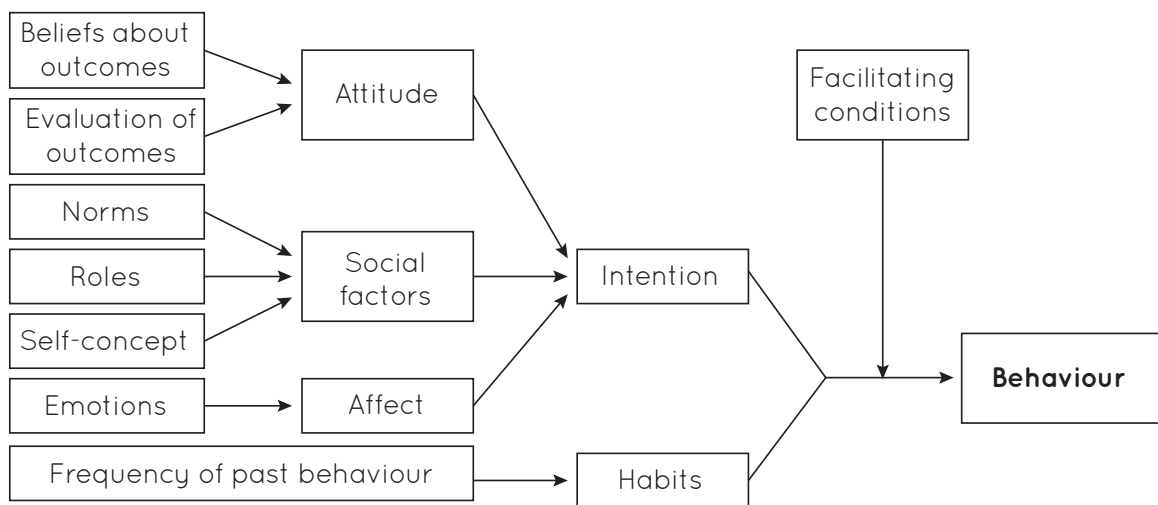 Beliefs about
outcomes
Evaluation of
outcomes
Norms
Roles
Self-concept
Emotions
Frequency of past behaviour
Attitude
Social
factors
Affect
Intention
Habits
Facilitating
conditions
Behaviour